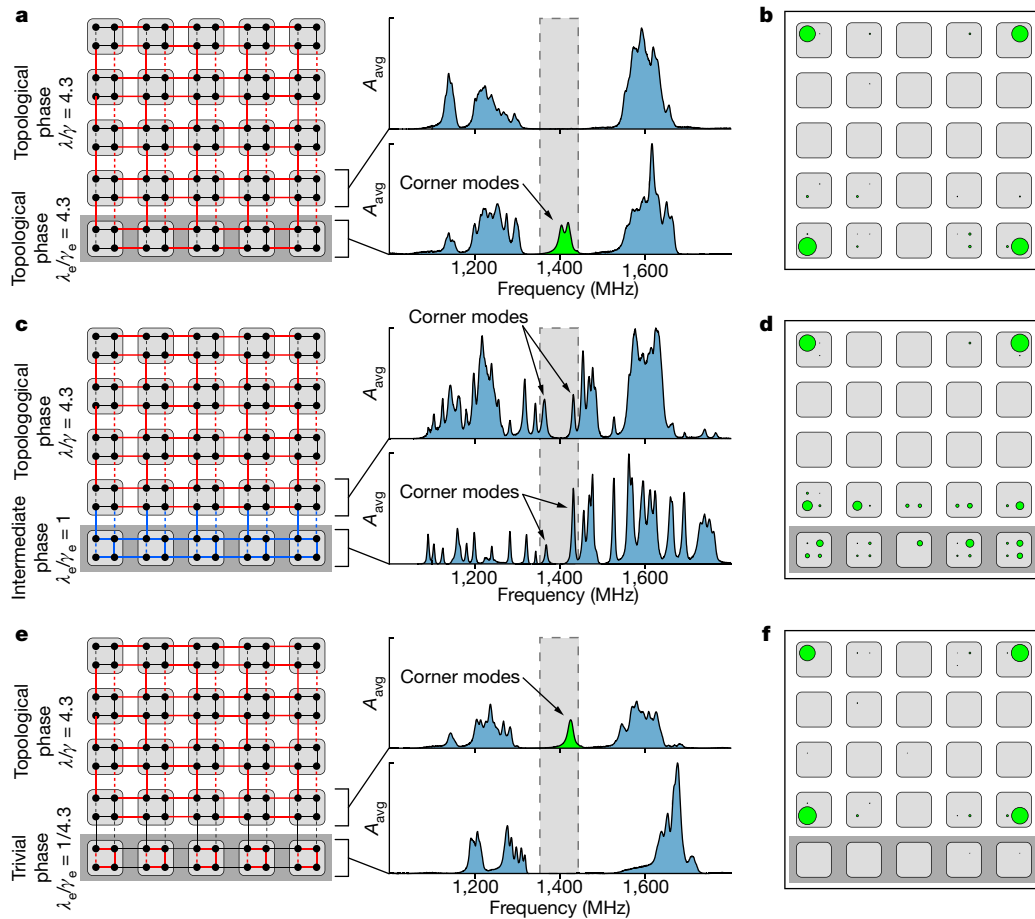 a
Topological
phase
λ/γ = 4.3
Topological
phase
λe/γe = 4.3
Aavg
Aavg
Corner modes
1,200
1,400
1,600
Frequency (MHz)
b
c
Topologogical
phase
λ/γ = 4.3
Intermediate
phase
λe/γe = 1
Corner modes
Aavg
Aavg
Corner modes
1,200
1,400
1,600
Frequency (MHz)
d
e
Topological
phase
λ/γ = 4.3
Trivial
phase
λe/γe = 1/4.3
Aavg
Corner modes
Aavg
1,200
1,400
1,600
Frequency (MHz)
f